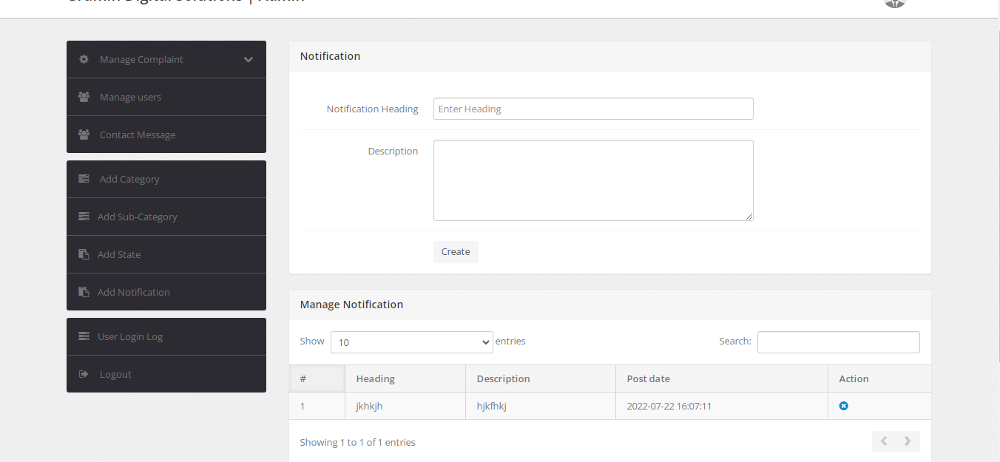 Manage Complaint
Manage users
Contact Message
Add Category
Add Sub-Category
Add State
Add Notification
User Login Log
Logout
Notification
Notification Heading Enter Heading
Description
Create
Manage Notification
Show 10 entries Search:
# Heading Description Post date Action
1 jkhkjh hjkfhkj 2022-07-22 16:07:11
Showing 1 to 1 of 1 entries